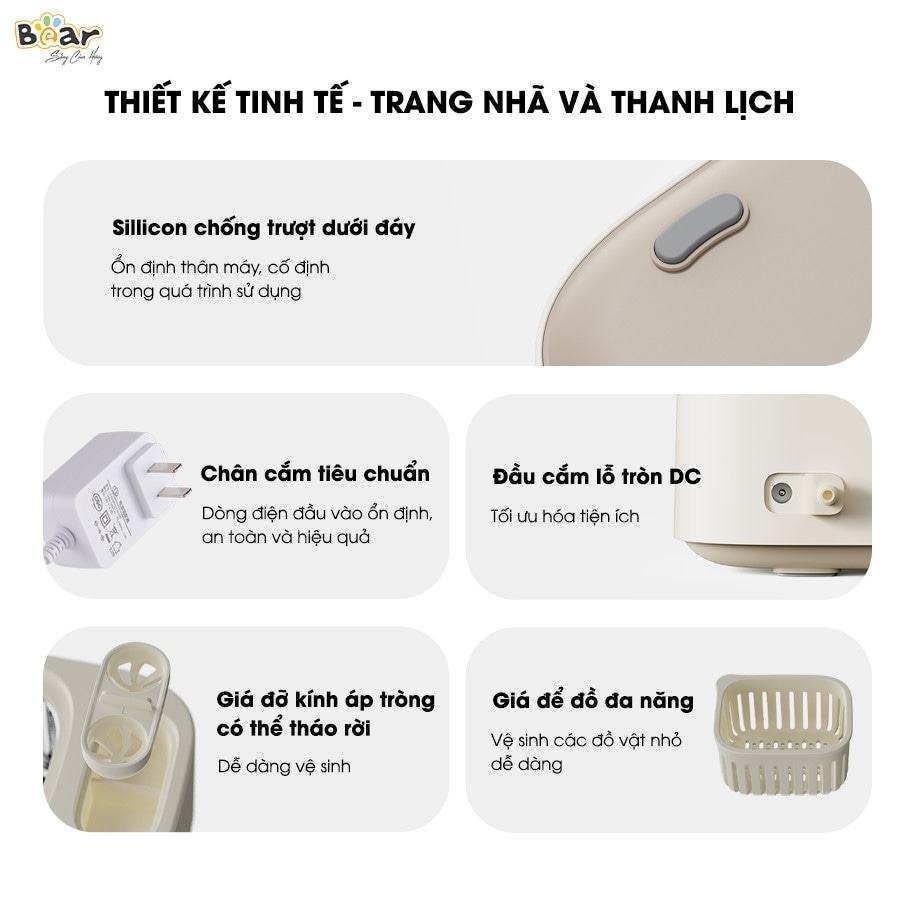 Bear
Sống Cảm Hứng
THIẾT KẾ TINH TẾ - TRANG NHÃ VÀ THANH LỊCH
Sillicon chống trượt dưới đáy
Ổn định thân máy, cố định
trong quá trình sử dụng
Chân cắm tiêu chuẩn
Dòng điện đầu vào ổn định,
an toàn và hiệu quả
Đầu cắm lỗ tròn DC
Tối ưu hóa tiện ích
Giá đỡ kính áp tròng
có thể tháo rời
Dễ dàng vệ sinh
Giá để đồ đa năng
Vệ sinh các đồ vật nhỏ
dễ dàng